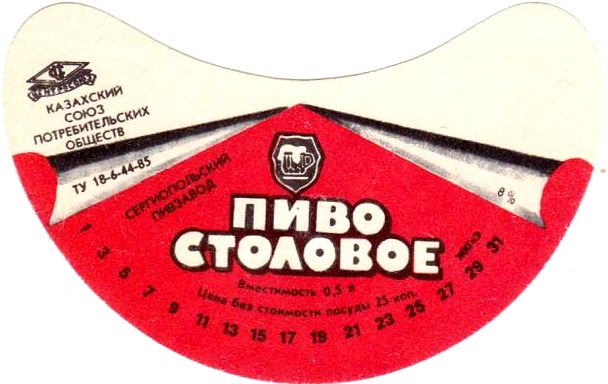 КАЗАХСКИЙ
СОЮЗ
ПОТРЕБИТЕЛЬСКИХ
ОБЩЕСТВ
ТУ 18-6-44-85
СЕРГИОПОЛЬСКИЙ
ПИВЗАВОД
8%
ПИВО
СТОЛОВОЕ
Вместимость 0,5 л
Цена без стоимости посуды 25 коп.
1 3 5 7 9 11 13 15 17 19 21 23 25 27 29 31